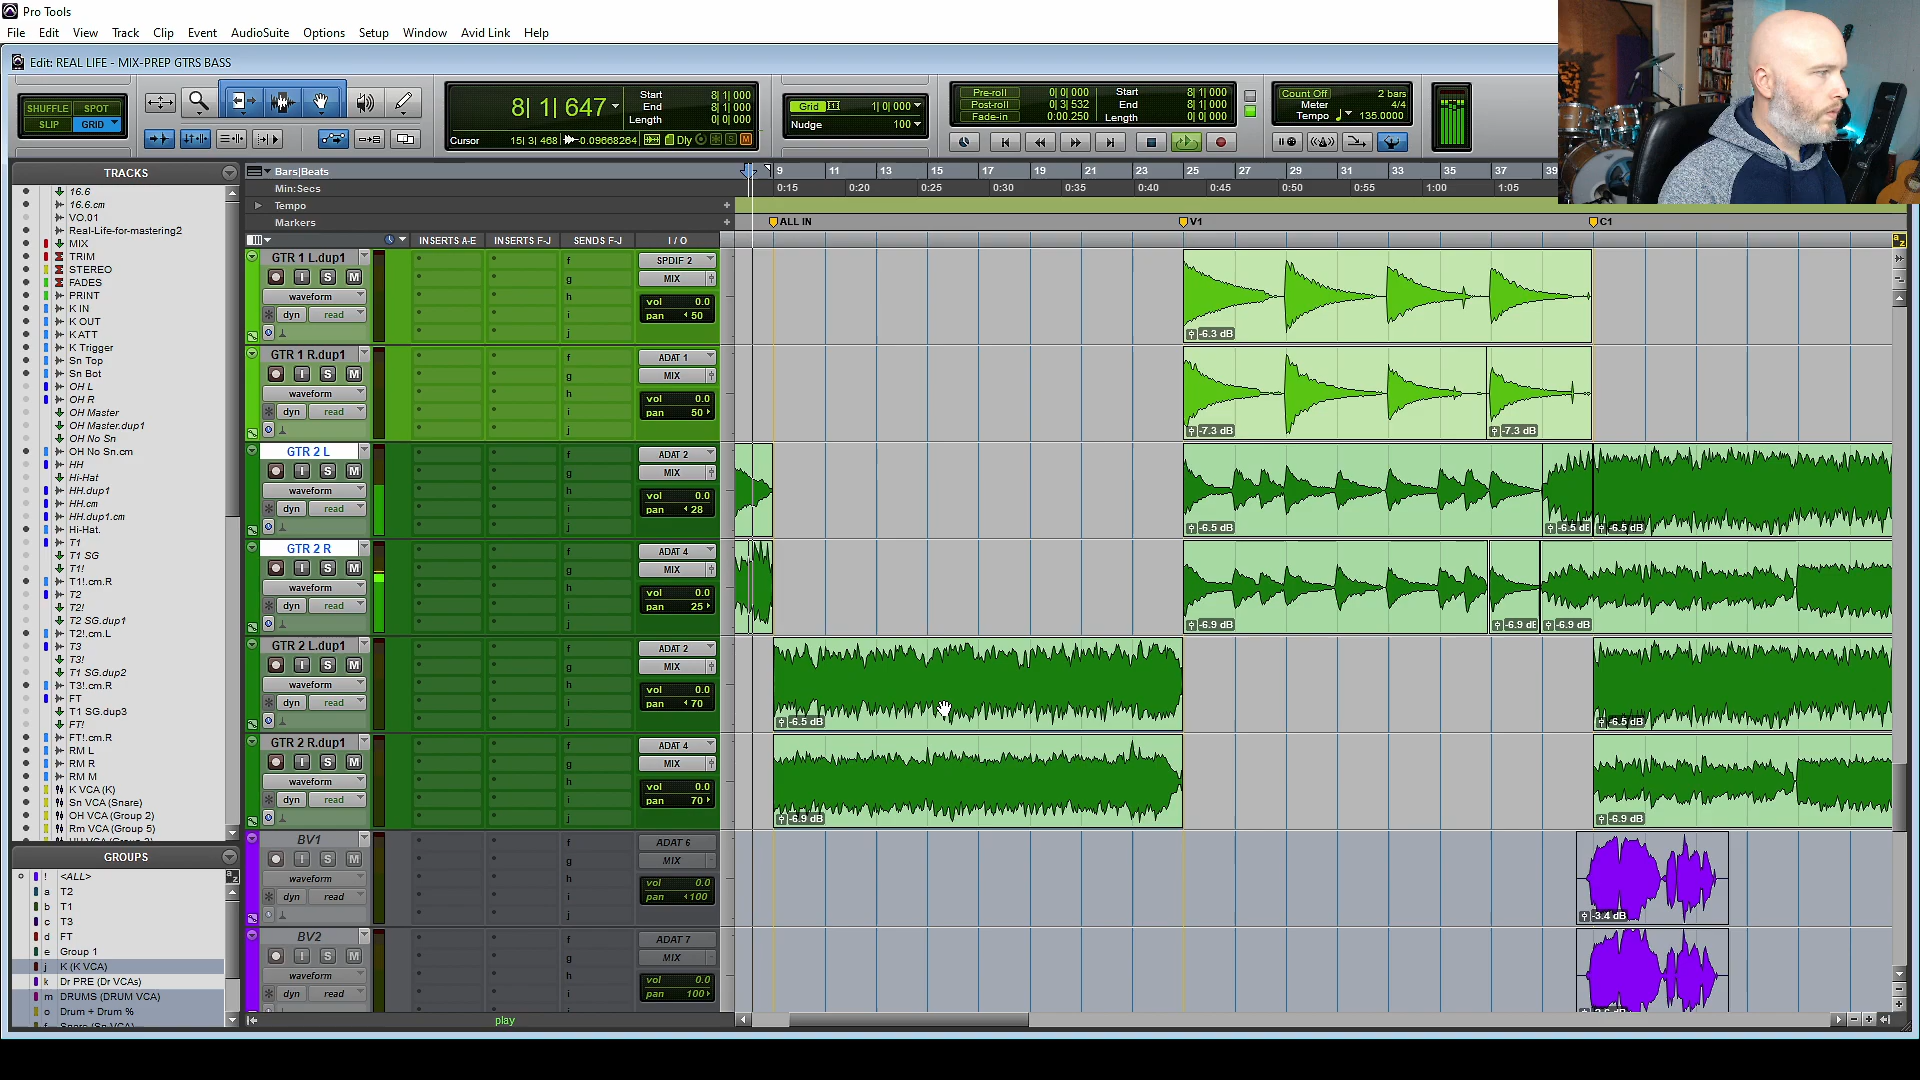 Pro Tools
File Edit View Track Clip Event AudioSuite Options Setup Window Avid Link Help
Edit: REAL LIFE - MIX-PREP GTRS BASS
SHUFFLE SPOT
SLIP GRID
8| 1| 647
Start 8| 1| 000
End 8| 1| 000
Length 0| 0| 000
Cursor 15| 3| 468 -0.09668264 Dly
Grid 1| 0| 000
Nudge 100
Pre-roll 0| 0| 000
Post-roll 0| 3| 532
Fade-in 0:00.250
Start 8| 1| 000
End 8| 1| 000
Length 0| 0| 000
Count Off 2 bars
Meter 4/4
Tempo 135.0000
TRACKS
16.6
16.6.cm
VO.01
Real-Life-for-mastering2
MIX
TRIM
STEREO
FADES
PRINT
K IN
K OUT
K ATT
K Trigger
Sn Top
Sn Bot
OH L
OH R
OH Master
OH Master.dup1
OH No Sn
OH No Sn.cm
HH
Hi-Hat
HH.dup1
HH.cm
HH.dup1.cm
Hi-Hat.
T1
T1 SG
T1!
T1!.cm.R
T2
T2!
T2 SG.dup1
T2!.cm.L
T3
T3!
T1 SG.dup2
T3!.cm.R
FT
T1 SG.dup3
FT!
FT!.cm.R
RM L
RM R
RM M
K VCA (K)
Sn VCA (Snare)
OH VCA (Group 2)
Rm VCA (Group 5)
GROUPS
! <ALL>
a T2
b T1
c T3
d FT
e Group 1
j K (K VCA)
k Dr PRE (Dr VCAs)
m DRUMS (DRUM VCA)
o Drum + Drum %
Bars|Beats 9 11 13 15 17 19 21 23 25 27 29 31 33 35 37 39
Min:Secs 0:15 0:20 0:25 0:30 0:35 0:40 0:45 0:50 0:55 1:00 1:05
Tempo
Markers ALL IN V1 C1
INSERTS A-E INSERTS F-J SENDS F-J I / O
GTR 1 L.dup1
I S M
waveform
dyn read
f
g
h
i
j
SPDIF 2
MIX
vol 0.0
pan 50
-6.3 dB
GTR 1 R.dup1
I S M
waveform
dyn read
f
g
h
i
j
ADAT 1
MIX
vol 0.0
pan 50
-7.3 dB -7.3 dB
GTR 2 L
I S M
waveform
dyn read
f
g
h
i
j
ADAT 2
MIX
vol 0.0
pan 28
-6.5 dB -6.5 dB -6.5 dB
GTR 2 R
I S M
waveform
dyn read
f
g
h
i
j
ADAT 4
MIX
vol 0.0
pan 25
-6.9 dB -6.9 dB -6.9 dB
GTR 2 L.dup1
I S M
waveform
dyn read
f
g
h
i
j
ADAT 2
MIX
vol 0.0
pan 70
-6.5 dB -6.5 dB
GTR 2 R.dup1
I S M
waveform
dyn read
f
g
h
i
j
ADAT 4
MIX
vol 0.0
pan 70
-6.9 dB -6.9 dB
BV1
I S M
waveform
dyn read
f
g
h
i
j
ADAT 6
MIX
vol 0.0
pan 100
-3.4 dB
BV2
I S M
waveform
dyn read
f
g
h
i
ADAT 7
MIX
vol 0.0
pan 100
play